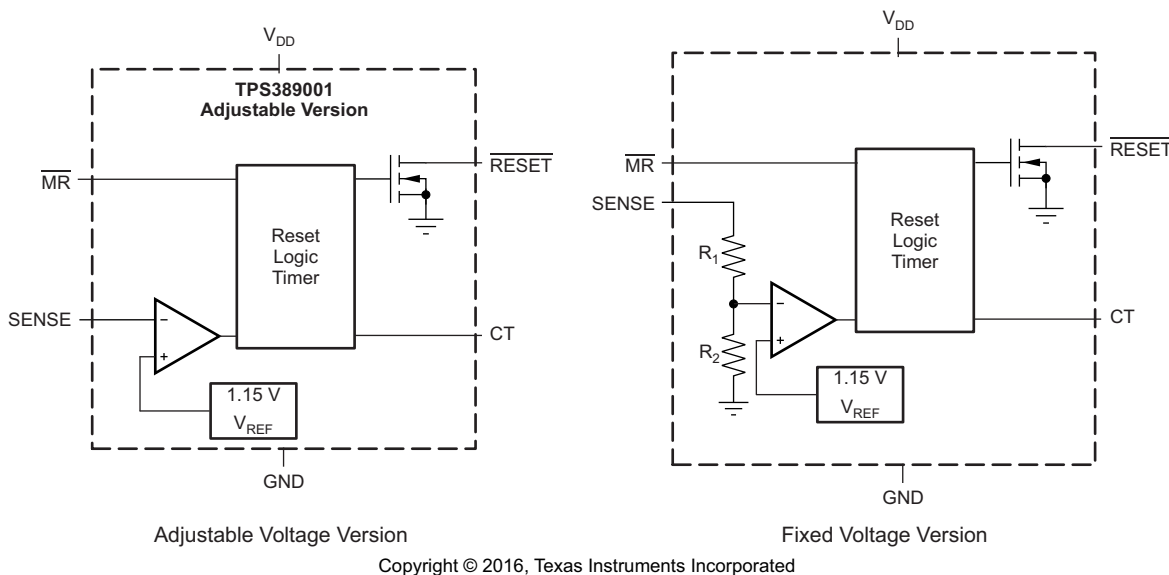 V_DD
TPS389001
Adjustable Version
MR
RESET
Reset
Logic
Timer
SENSE
CT
1.15 V
V_REF
GND
Adjustable Voltage Version
V_DD
MR
RESET
SENSE
R_1
Reset
Logic
Timer
CT
R_2
1.15 V
V_REF
GND
Fixed Voltage Version
Copyright © 2016, Texas Instruments Incorporated